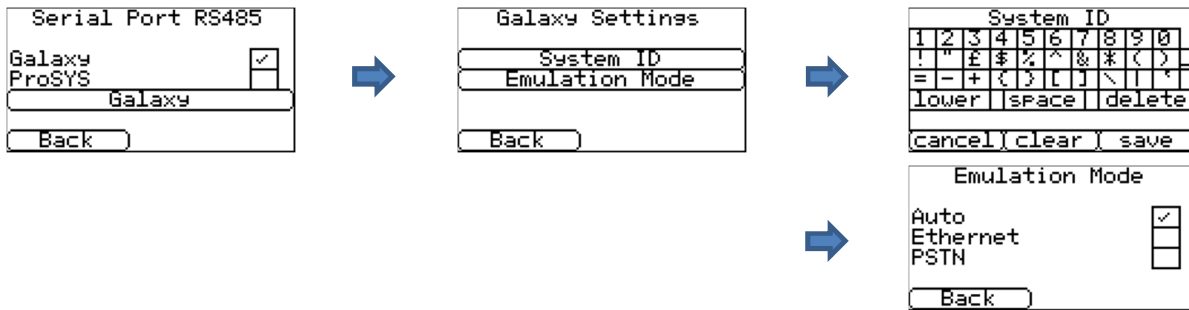 Serial Port RS485
Galaxy
ProSYS
Galaxy
Back
Galaxy Settings
System ID
Emulation Mode
Back
System ID
1 2 3 4 5 6 7 8 9 0
! " £ $ % ^ & * ( ) _
= - + { } [ ] \ | '
lower space delete
cancel clear save
Emulation Mode
Auto
Ethernet
PSTN
Back